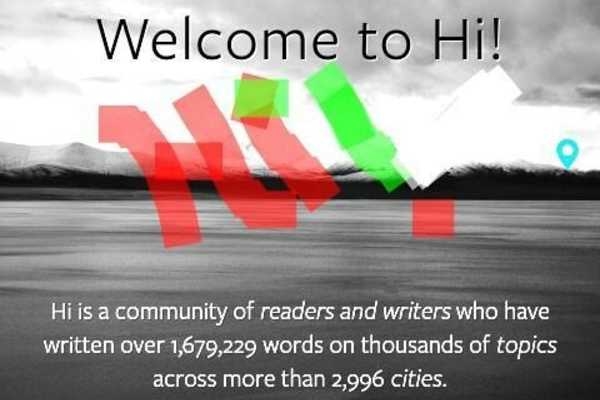 Welcome to Hi!
Hi is a community of readers and writers who have
written over 1,679,229 words on thousands of topics
across more than 2,996 cities.